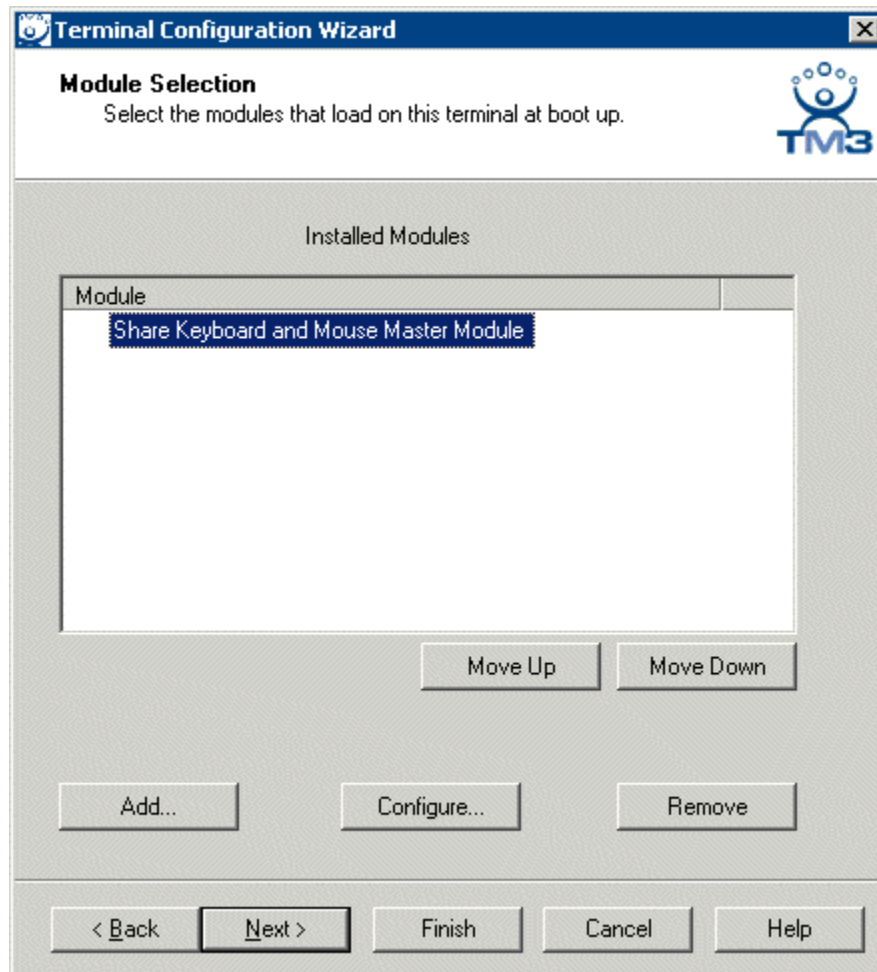 Terminal Configuration Wizard
Module Selection
Select the modules that load on this terminal at boot up.
TM3
Installed Modules
Module
Share Keyboard and Mouse Master Module
Move Up Move Down
Add... Configure... Remove
< Back Next > Finish Cancel Help